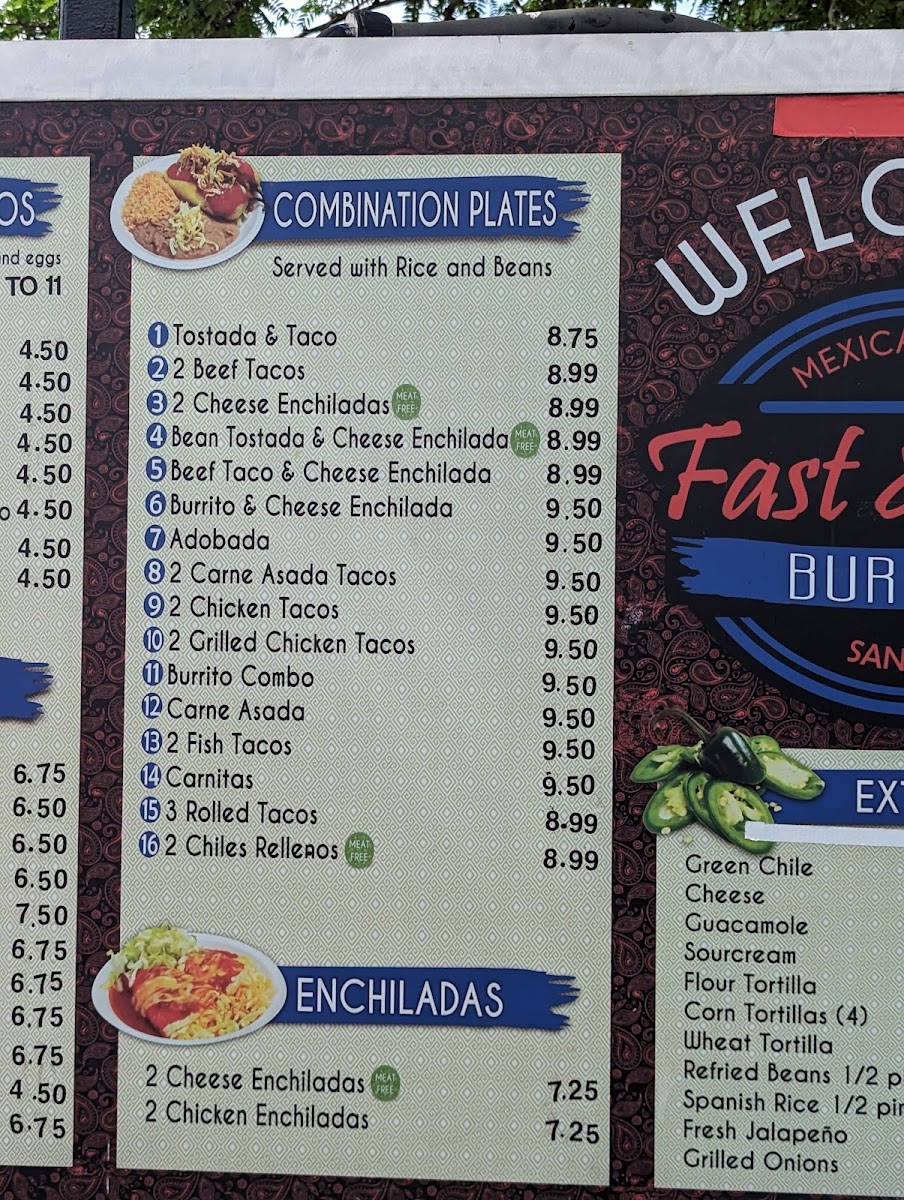 OS
and eggs
TO 11
4.50
4.50
4.50
4.50
4.50
o 4.50
4.50
4.50
6.75
6.50
6.50
6.50
7.50
6.75
6.75
6.75
6.75
4.50
6.75
COMBINATION PLATES
Served with Rice and Beans
1 Tostada & Taco 8.75
2 2 Beef Tacos 8.99
3 2 Cheese Enchiladas MEAT FREE 8.99
4 Bean Tostada & Cheese Enchilada MEAT FREE 8.99
5 Beef Taco & Cheese Enchilada 8.99
6 Burrito & Cheese Enchilada 9.50
7 Adobada 9.50
8 2 Carne Asada Tacos 9.50
9 2 Chicken Tacos 9.50
10 2 Grilled Chicken Tacos 9.50
11 Burrito Combo 9.50
12 Carne Asada 9.50
13 2 Fish Tacos 9.50
14 Carnitas 9.50
15 3 Rolled Tacos 8.99
16 2 Chiles Relleños MEAT FREE 8.99
ENCHILADAS
2 Cheese Enchiladas MEAT FREE 7.25
2 Chicken Enchiladas 7.25
WELC
MEXICA
Fast &
BUR
SAN
EXT
Green Chile
Cheese
Guacamole
Sourcream
Flour Tortilla
Corn Tortillas (4)
Wheat Tortilla
Refried Beans 1/2 p
Spanish Rice 1/2 pin
Fresh Jalapeño
Grilled Onions